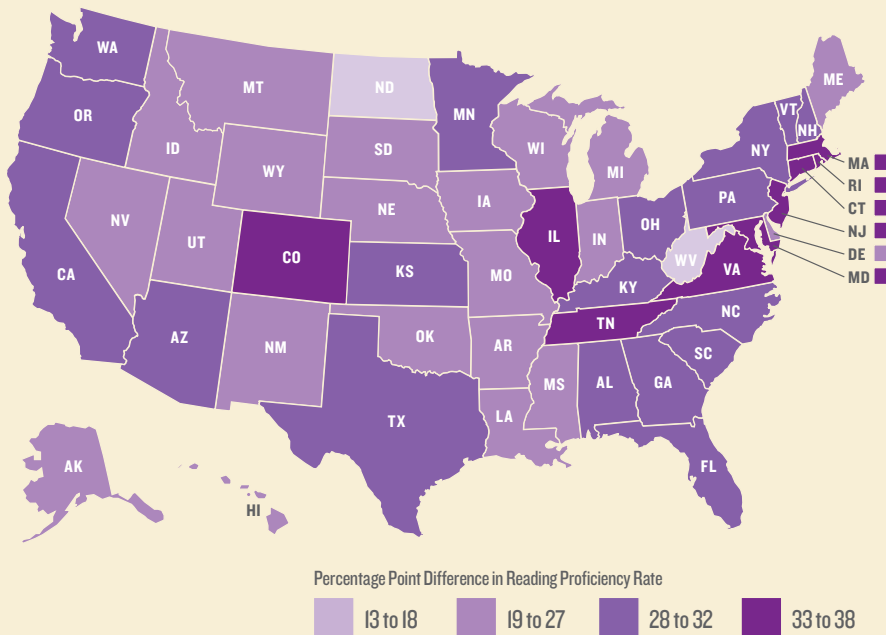 WA
MT
ND
ME
OR
MN
VT
NH
ID
SD
WI
NY
WY
MI
MA
RI
NE
IA
PA
CT
NV
OH
NJ
UT
IL
IN
DE
CO
WV
MD
CA
KS
MO
VA
KY
NC
TN
AZ
OK
NM
AR
SC
MS
AL
GA
LA
TX
AK
FL
HI
Percentage Point Difference in Reading Proficiency Rate
13 to 18
19 to 27
28 to 32
33 to 38